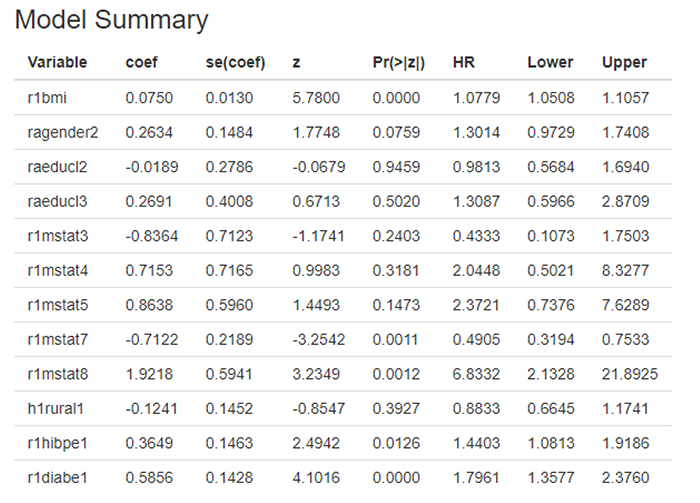 Model Summary
Variable coef se(coef) z Pr(>|z|) HR Lower Upper
r1bmi 0.0750 0.0130 5.7800 0.0000 1.0779 1.0508 1.1057
ragender2 0.2634 0.1484 1.7748 0.0759 1.3014 0.9729 1.7408
raeducl2 -0.0189 0.2786 -0.0679 0.9459 0.9813 0.5684 1.6940
raeducl3 0.2691 0.4008 0.6713 0.5020 1.3087 0.5966 2.8709
r1mstat3 -0.8364 0.7123 -1.1741 0.2403 0.4333 0.1073 1.7503
r1mstat4 0.7153 0.7165 0.9983 0.3181 2.0448 0.5021 8.3277
r1mstat5 0.8638 0.5960 1.4493 0.1473 2.3721 0.7376 7.6289
r1mstat7 -0.7122 0.2189 -3.2542 0.0011 0.4905 0.3194 0.7533
r1mstat8 1.9218 0.5941 3.2349 0.0012 6.8332 2.1328 21.8925
h1rural1 -0.1241 0.1452 -0.8547 0.3927 0.8833 0.6645 1.1741
r1hibpe1 0.3649 0.1463 2.4942 0.0126 1.4403 1.0813 1.9186
r1diabe1 0.5856 0.1428 4.1016 0.0000 1.7961 1.3577 2.3760